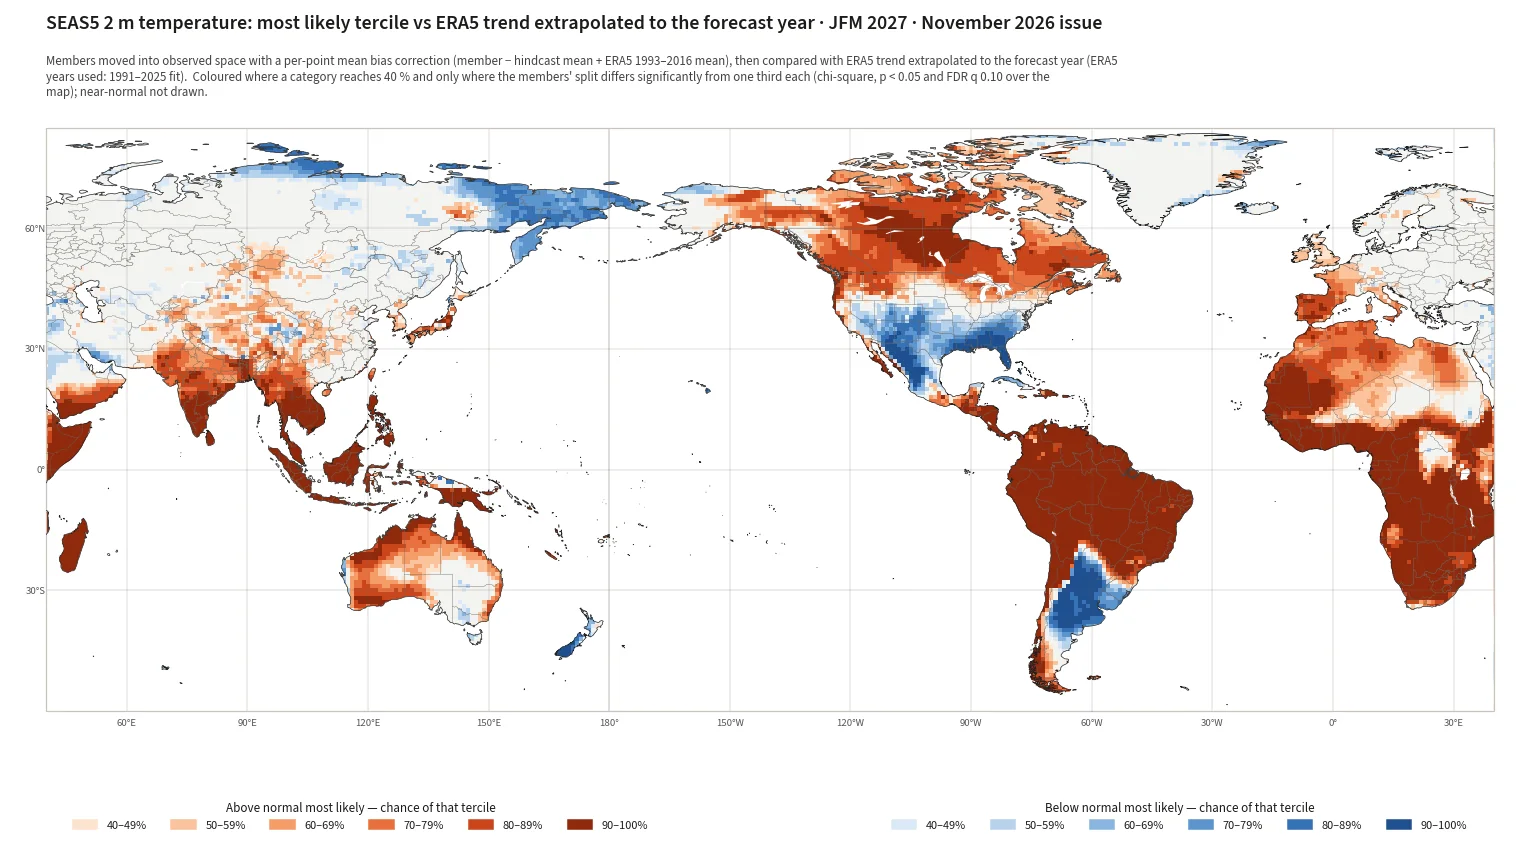 SEAS5 2 m temperature: most likely tercile vs ERA5 trend extrapolated to the forecast year · JFM 2027 · November 2026 issue
Members moved into observed space with a per-point mean bias correction (member − hindcast mean + ERA5 1993–2016 mean), then compared with ERA5 trend extrapolated to the forecast year (ERA5
years used: 1991–2025 fit). Coloured where a category reaches 40 % and only where the members' split differs significantly from one third each (chi-square, p < 0.05 and FDR q 0.10 over the
map); near-normal not drawn.
60°N
30°N
0°
30°S
60°E 90°E 120°E 150°E 180° 150°W 120°W 90°W 60°W 30°W 0° 30°E
Above normal most likely — chance of that tercile
40–49% 50–59% 60–69% 70–79% 80–89% 90–100%
Below normal most likely — chance of that tercile
40–49% 50–59% 60–69% 70–79% 80–89% 90–100%